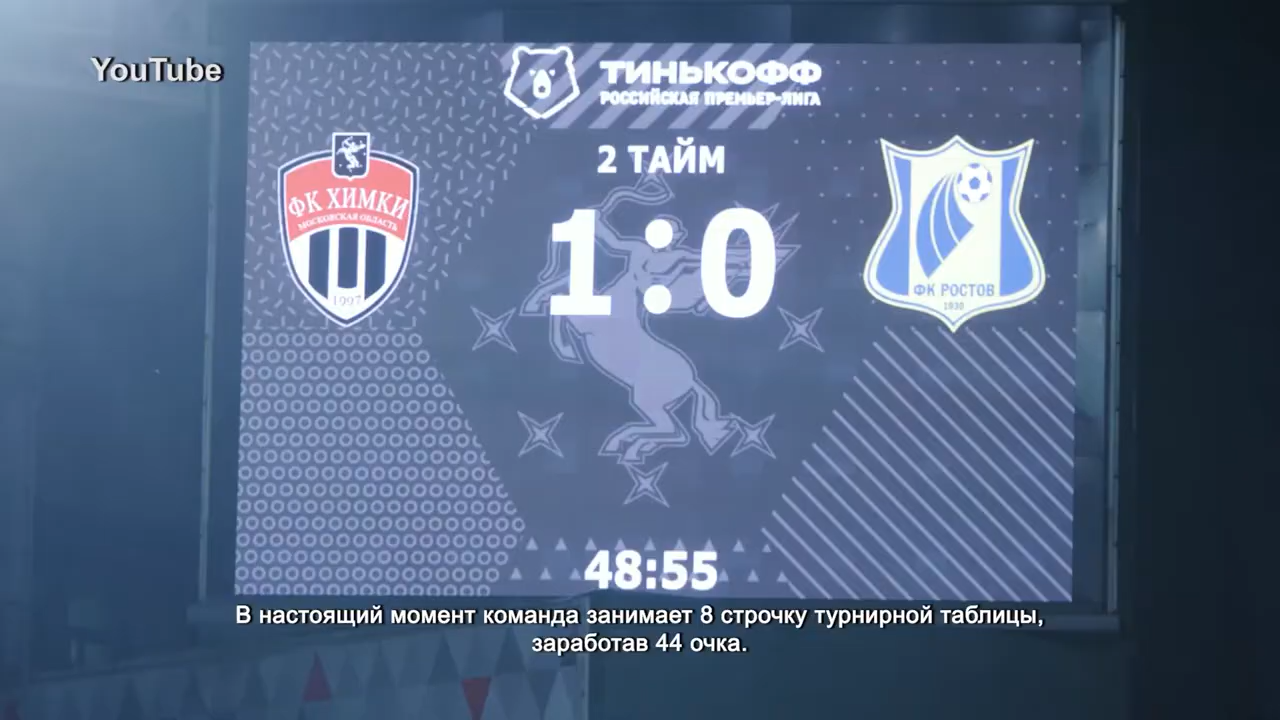 YouTube
ТИНЬКОФФ
РОССИЙСКАЯ ПРЕМЬЕР-ЛИГА
2 ТАЙМ
ФК ХИМКИ
МОСКОВСКАЯ ОБЛАСТЬ
1997
1:0
ФК РОСТОВ
1930
48:55
В настоящий момент команда занимает 8 строчку турнирной таблицы,
заработав 44 очка.